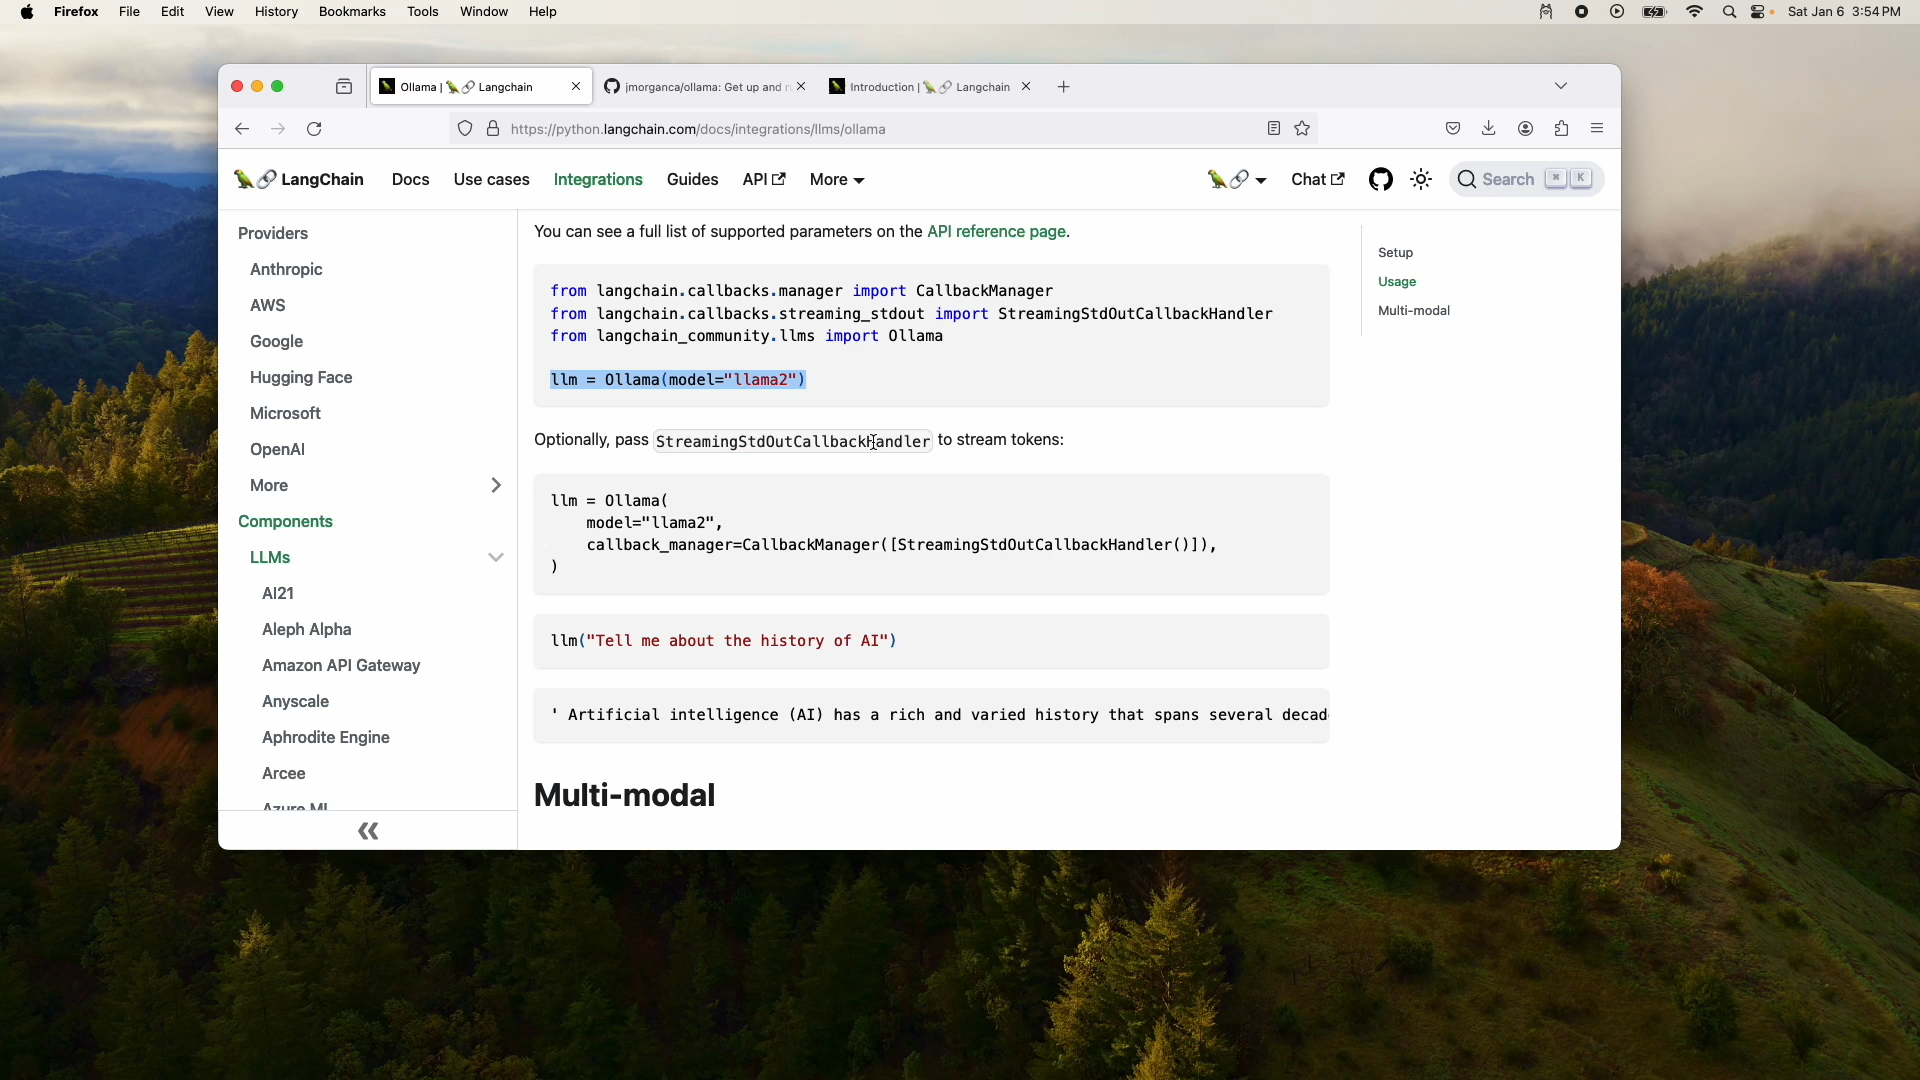 Firefox File Edit View History Bookmarks Tools Window Help Sat Jan 6 3:54 PM
Ollama | Langchain jmorganca/ollama: Get up and Introduction | Langchain
https://python.langchain.com/docs/integrations/llms/ollama
LangChain Docs Use cases Integrations Guides API More Chat Search ⌘ K
Providers
Anthropic
AWS
Google
Hugging Face
Microsoft
OpenAI
More
Components
LLMs
AI21
Aleph Alpha
Amazon API Gateway
Anyscale
Aphrodite Engine
Arcee
Azure ML
You can see a full list of supported parameters on the API reference page.
from langchain.callbacks.manager import CallbackManager
from langchain.callbacks.streaming_stdout import StreamingStdOutCallbackHandler
from langchain_community.llms import Ollama
llm = Ollama(model="llama2")
Optionally, pass StreamingStdOutCallbackHandler to stream tokens:
llm = Ollama(
model="llama2",
callback_manager=CallbackManager([StreamingStdOutCallbackHandler()]),
)
llm("Tell me about the history of AI")
' Artificial intelligence (AI) has a rich and varied history that spans several decad
Multi-modal
Setup
Usage
Multi-modal